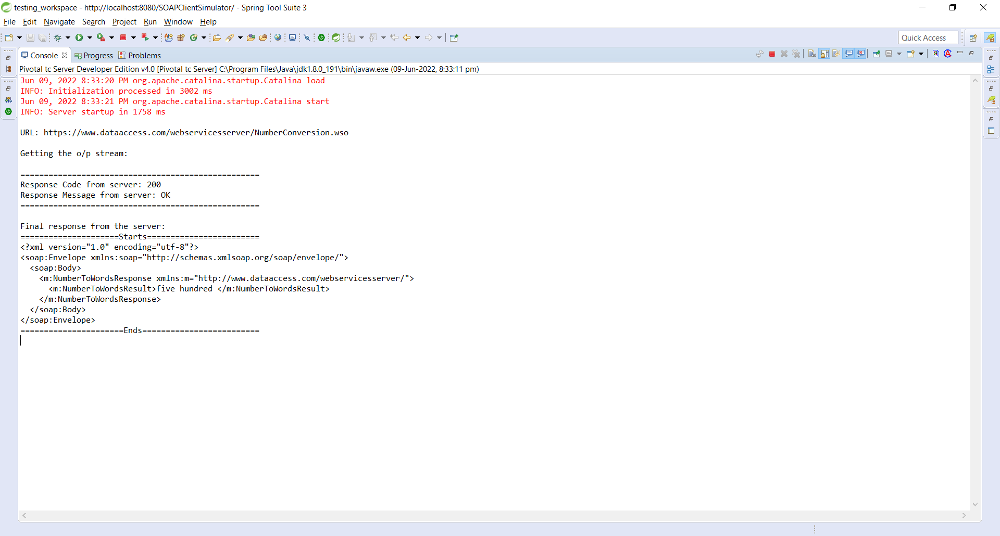 testing_workspace - http://localhost:8080/SOAPClientSimulator/ - Spring Tool Suite 3
File Edit Navigate Search Project Run Window Help
Quick Access
Console Progress Problems
Pivotal tc Server Developer Edition v4.0 [Pivotal tc Server] C:\Program Files\Java\jdk1.8.0_191\bin\javaw.exe (09-Jun-2022, 8:33:11 pm)
Jun 09, 2022 8:33:20 PM org.apache.catalina.startup.Catalina load
INFO: Initialization processed in 3002 ms
Jun 09, 2022 8:33:21 PM org.apache.catalina.startup.Catalina start
INFO: Server startup in 1758 ms
URL: https://www.dataaccess.com/webservicesserver/NumberConversion.wso
Getting the o/p stream:
===================================================
Response Code from server: 200
Response Message from server: OK
===================================================
Final response from the server:
=====================Starts========================
<?xml version="1.0" encoding="utf-8"?>
<soap:Envelope xmlns:soap="http://schemas.xmlsoap.org/soap/envelope/">
  <soap:Body>
    <m:NumberToWordsResponse xmlns:m="http://www.dataaccess.com/webservicesserver/">
      <m:NumberToWordsResult>five hundred </m:NumberToWordsResult>
    </m:NumberToWordsResponse>
  </soap:Body>
</soap:Envelope>
======================Ends=========================